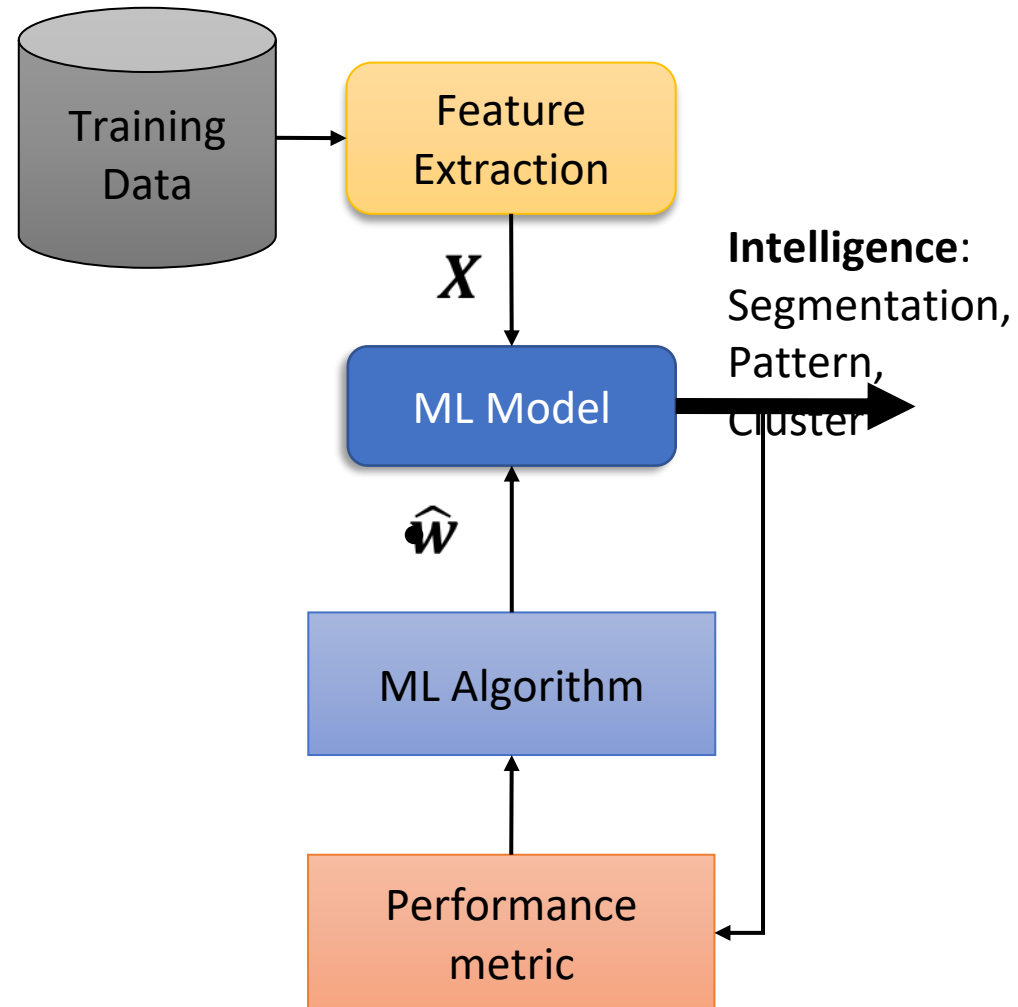 Training
Data
Feature
Extraction
X
Intelligence:
Segmentation,
Pattern,
Cluster
ML Model
ŵ
ML Algorithm
Performance
metric